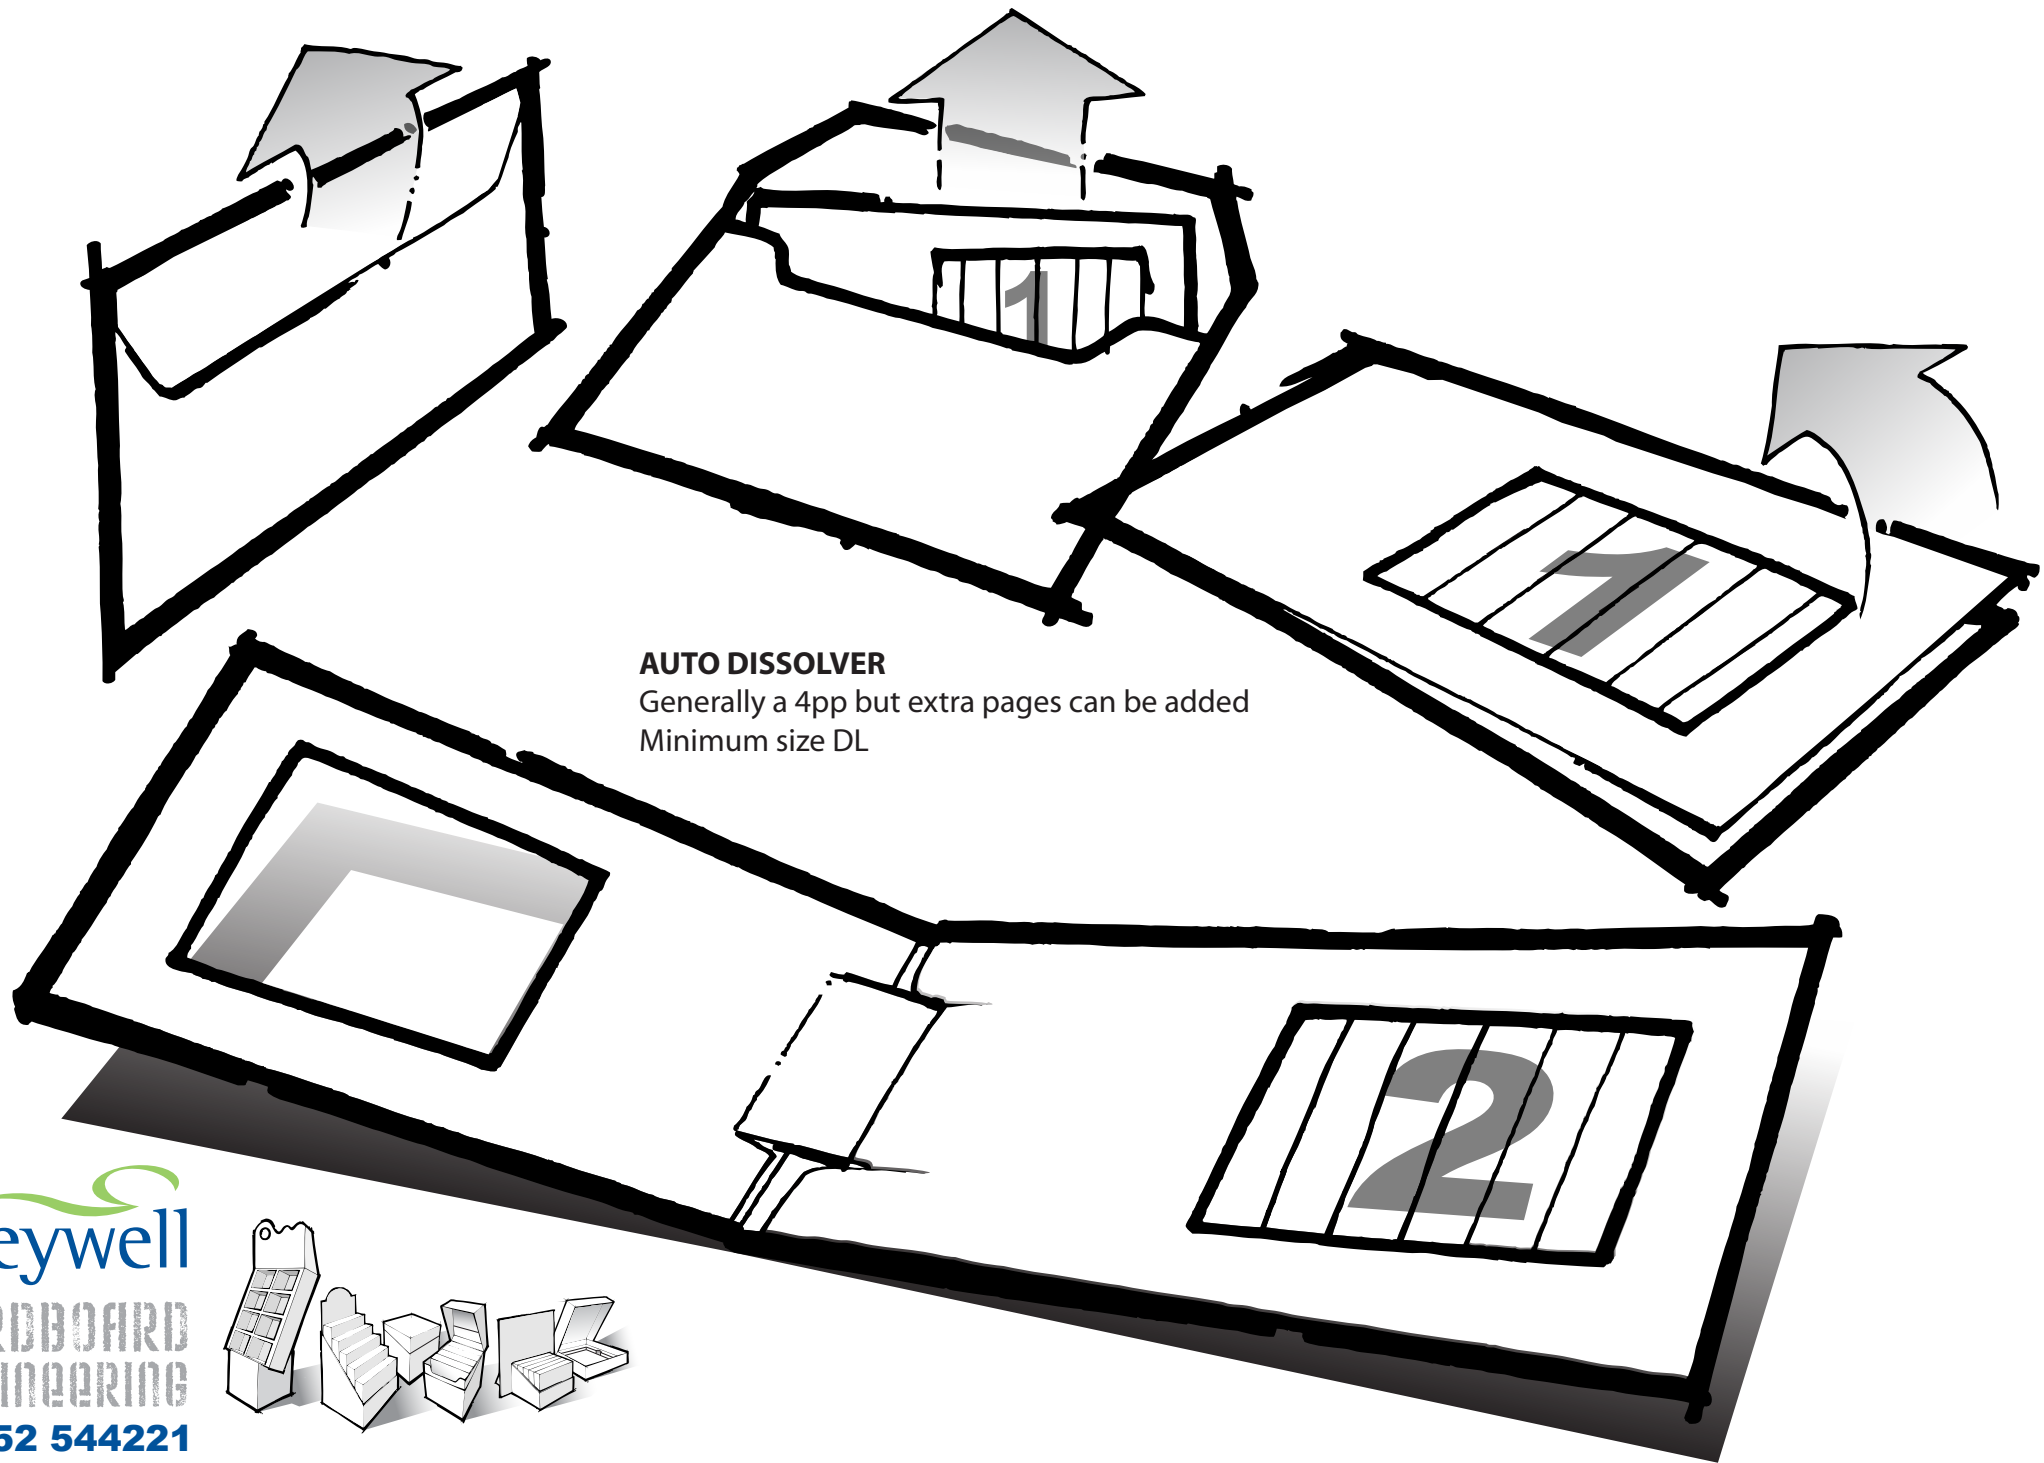 1
1
AUTO DISSOLVER
Generally a 4pp but extra pages can be added
Minimum size DL
2
eywell
RDBOARD
INEERING
52 544221